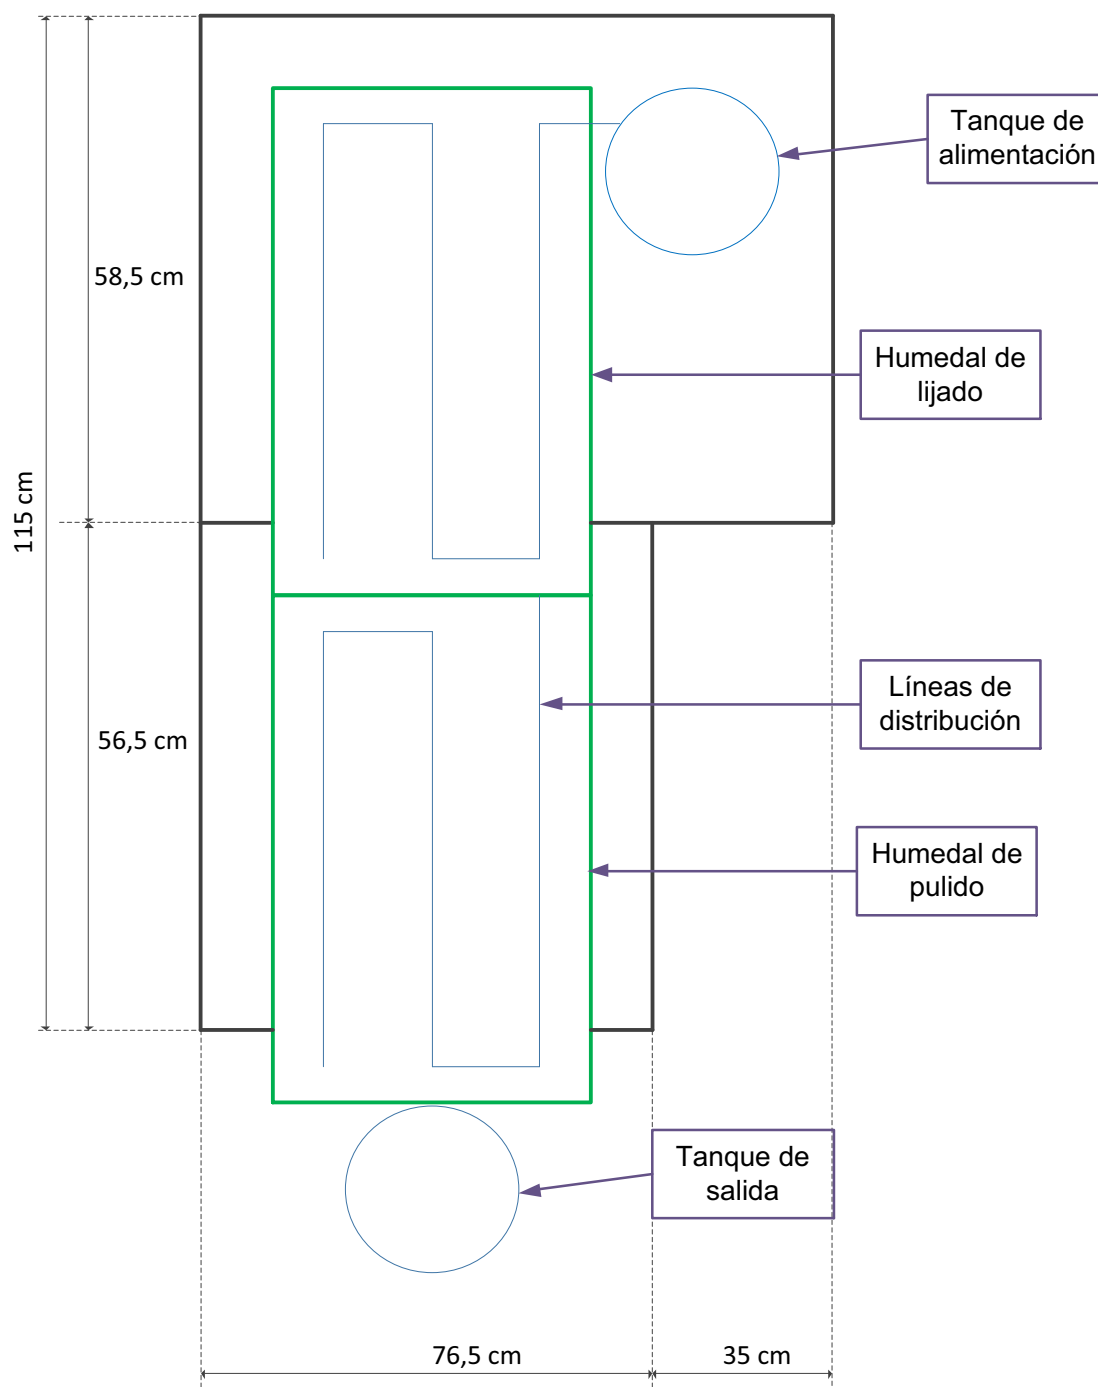 Tanque de
alimentación
58,5 cm
Humedal de
lijado
115 cm
Líneas de
distribución
56,5 cm
Humedal de
pulido
Tanque de
salida
76,5 cm
35 cm